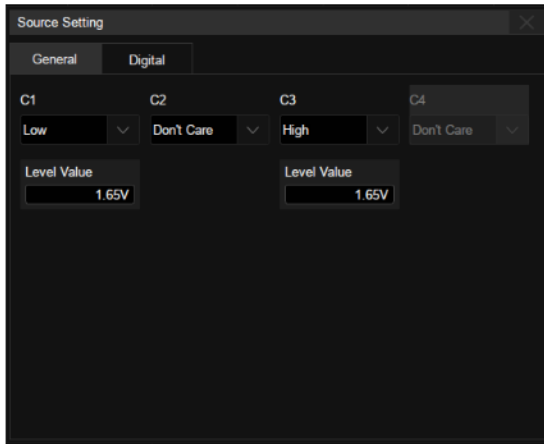 Source Setting
General Digital
C1 C2 C3 C4
Low Don't Care High Don't Care
Level Value Level Value
1.65V 1.65V